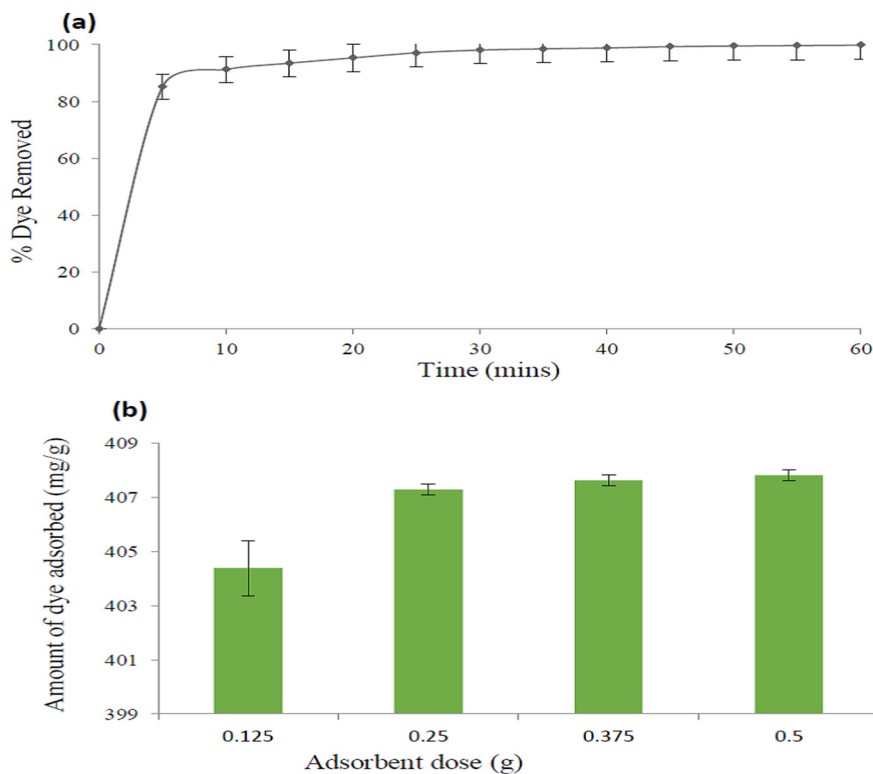 (a)
% Dye Removed
100
80
60
40
20
0
0 10 20 30 40 50 60
Time (mins)
(b)
Amount of dye adsorbed (mg/g)
409
407
405
403
401
399
0.125 0.25 0.375 0.5
Adsorbent dose (g)